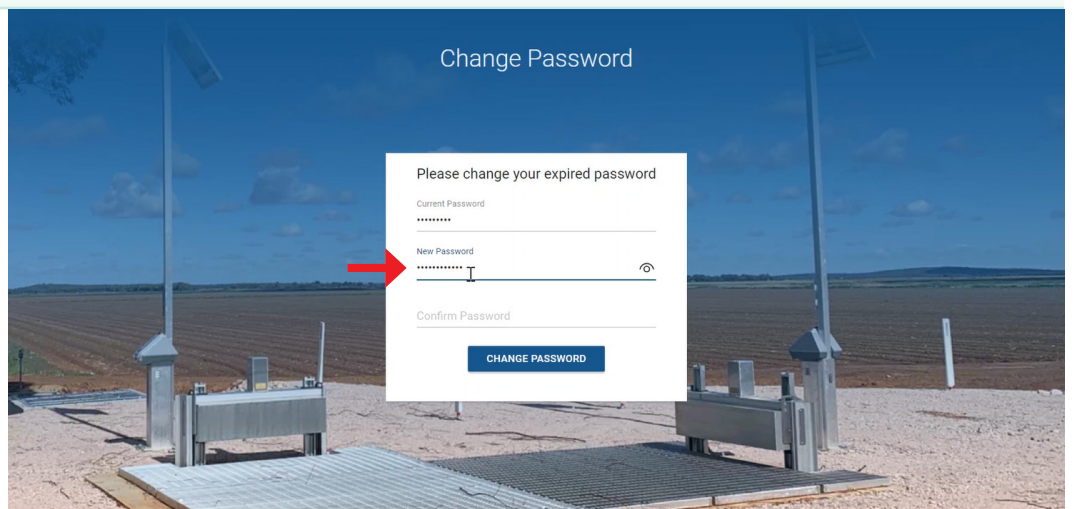 Change Password
Please change your expired password
Current Password
•••••••••
New Password
••••••••••••
Confirm Password
CHANGE PASSWORD